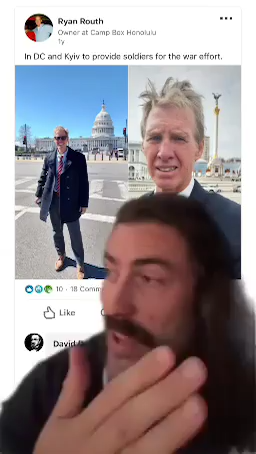 Ryan Routh
Owner at Camp Box Honolulu
1y
In DC and Kyiv to provide soldiers for the war effort.
10 · 18 Comm
Like
David